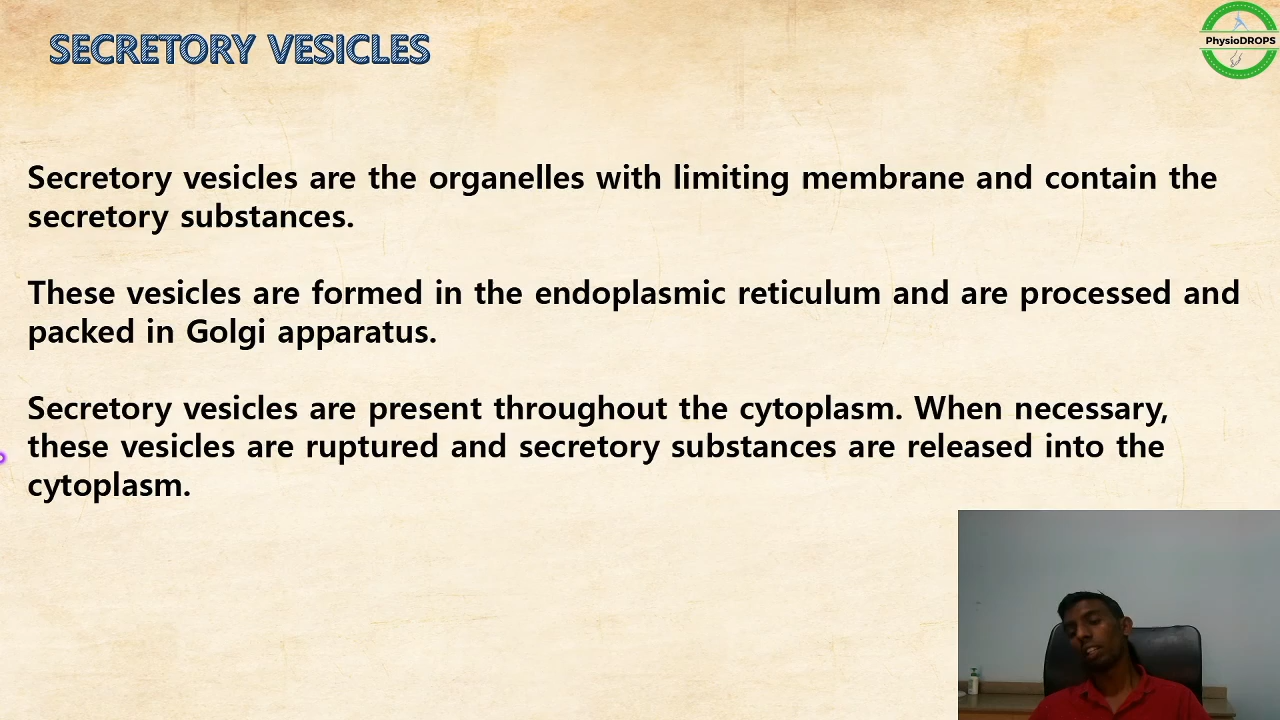 SECRETORY VESICLES
PhysioDROPS
Secretory vesicles are the organelles with limiting membrane and contain the
secretory substances.
These vesicles are formed in the endoplasmic reticulum and are processed and
packed in Golgi apparatus.
Secretory vesicles are present throughout the cytoplasm. When necessary,
these vesicles are ruptured and secretory substances are released into the
cytoplasm.